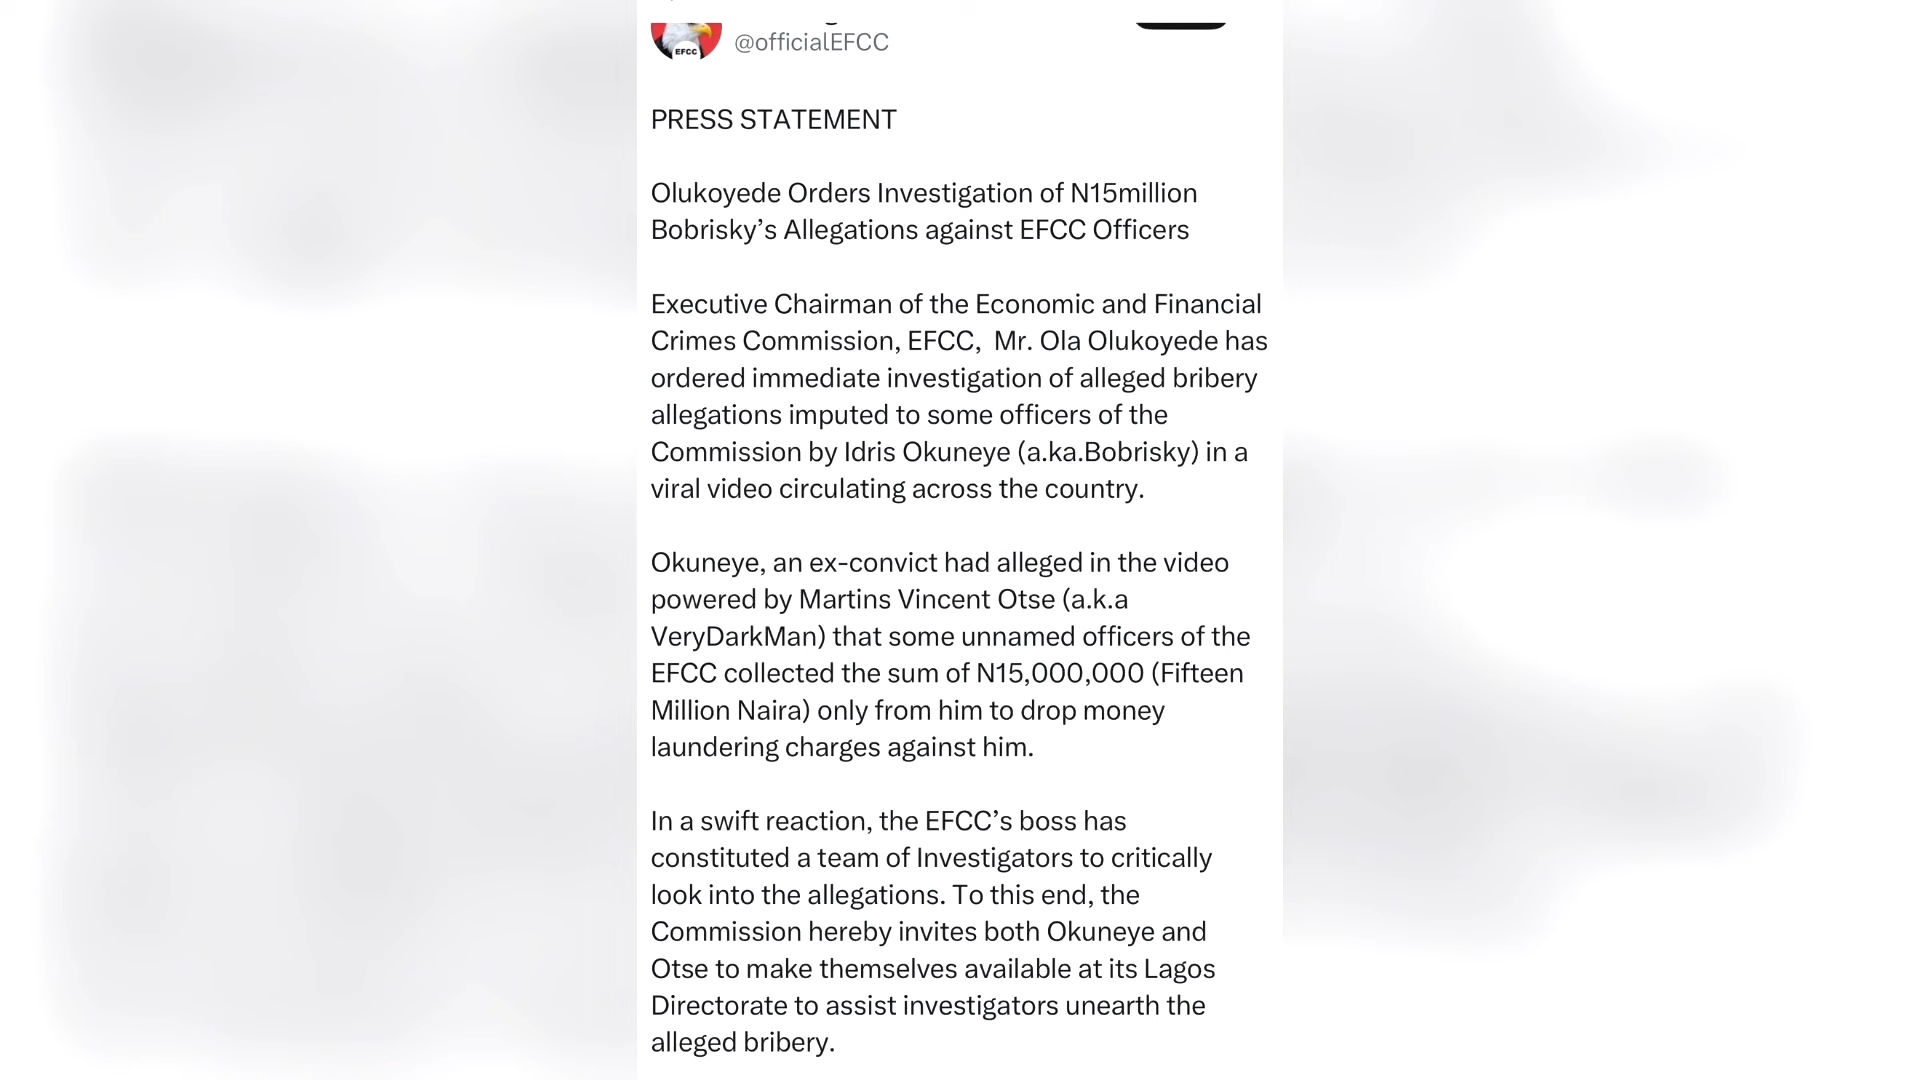 EFCC
@officialEFCC
PRESS STATEMENT
Olukoyede Orders Investigation of N15million
Bobrisky’s Allegations against EFCC Officers
Executive Chairman of the Economic and Financial
Crimes Commission, EFCC,  Mr. Ola Olukoyede has
ordered immediate investigation of alleged bribery
allegations imputed to some officers of the
Commission by Idris Okuneye (a.ka.Bobrisky) in a
viral video circulating across the country.
Okuneye, an ex-convict had alleged in the video
powered by Martins Vincent Otse (a.k.a
VeryDarkMan) that some unnamed officers of the
EFCC collected the sum of N15,000,000 (Fifteen
Million Naira) only from him to drop money
laundering charges against him.
In a swift reaction, the EFCC’s boss has
constituted a team of Investigators to critically
look into the allegations. To this end, the
Commission hereby invites both Okuneye and
Otse to make themselves available at its Lagos
Directorate to assist investigators unearth the
alleged bribery.